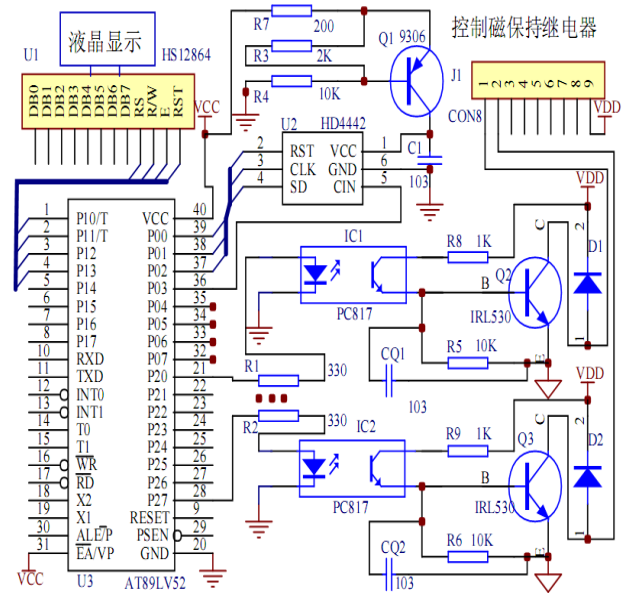 液晶显示
U1
HS12864
DB0 DB1 DB2 DB3 DB4 DB5 DB6 DB7 RS R/W E RST
VCC
R7
200
R3
2K
R4
10K
Q1
9306
控制磁保持继电器
J1
1 2 3 4 5 6 7 8 9
CON8
VDD
U2
HD4442
2 RST VCC 1
3 CLK GND 6
4 SD CIN 5
C1
103
1 P10/T VCC 40
2 P11/T P00 39
3 P12 P01 38
4 P13 P02 37
5 P14 P03 36
6 P15 P04 35
7 P16 P05 34
8 P17 P06 33
10 RXD P07 32
11 TXD P20 21
12 INT0 P21 22
13 INT1 P22 23
14 T0 P23 24
15 T1 P24 25
16 WR P25 26
17 RD P26 27
18 X2 P27 28
19 X1 RESET 9
30 ALE/P PSEN 29
31 EA/VP GND 20
VCC
U3
AT89LV52
IC1
PC817
R8 1K
VDD
C
2
D1
Q2
B
IRL530
R5 10K
E
1
CQ1
103
R1
330
R2
330
IC2
PC817
R9 1K
VDD
C
2
D2
Q3
B
IRL530
R6 10K
E
1
CQ2
103